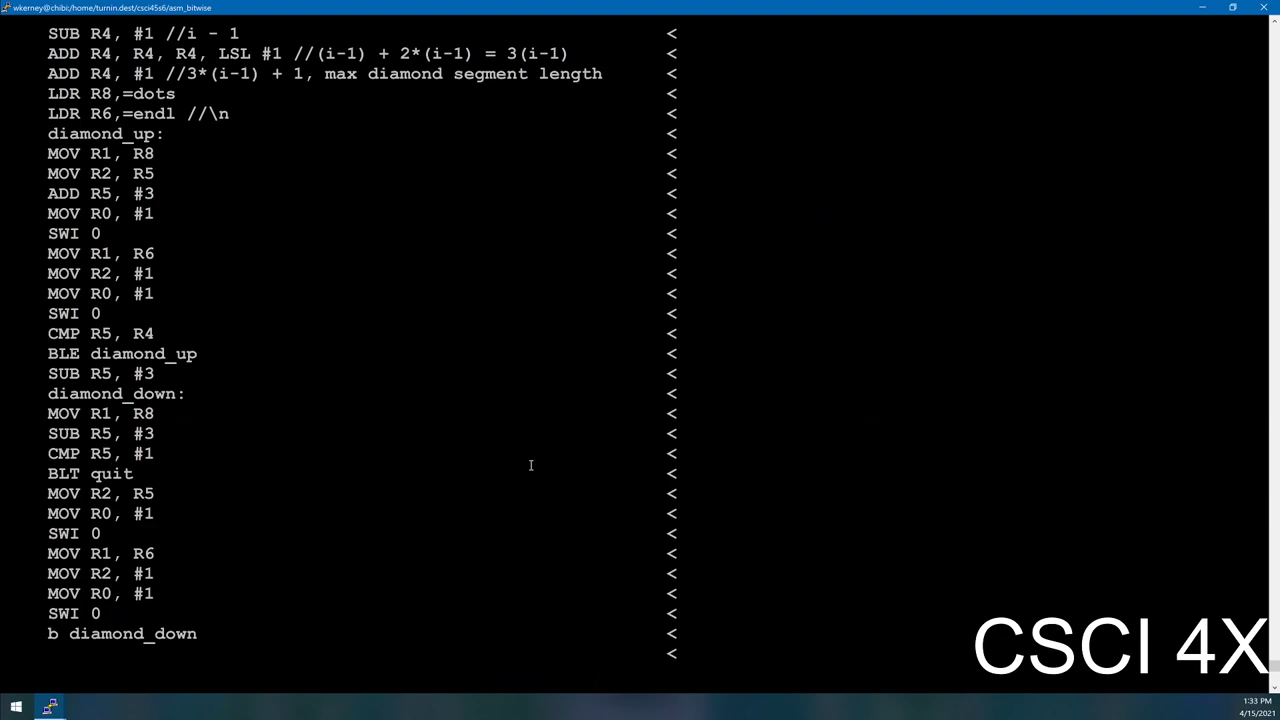 wkerney@chibi:/home/turnin.dest/csci45s6/asm_bitwise
SUB R4, #1 //i - 1 <
ADD R4, R4, R4, LSL #1 //(i-1) + 2*(i-1) = 3(i-1) <
ADD R4, #1 //3*(i-1) + 1, max diamond segment length <
LDR R8,=dots <
LDR R6,=endl //\n <
diamond_up: <
MOV R1, R8 <
MOV R2, R5 <
ADD R5, #3 <
MOV R0, #1 <
SWI 0 <
MOV R1, R6 <
MOV R2, #1 <
MOV R0, #1 <
SWI 0 <
CMP R5, R4 <
BLE diamond_up <
SUB R5, #3 <
diamond_down: <
MOV R1, R8 <
SUB R5, #3 <
CMP R5, #1 <
BLT quit <
MOV R2, R5 <
MOV R0, #1 <
SWI 0 <
MOV R1, R6 <
MOV R2, #1 <
MOV R0, #1 <
SWI 0 <
b diamond_down <
<
CSCI 4X
1:33 PM
4/15/2021